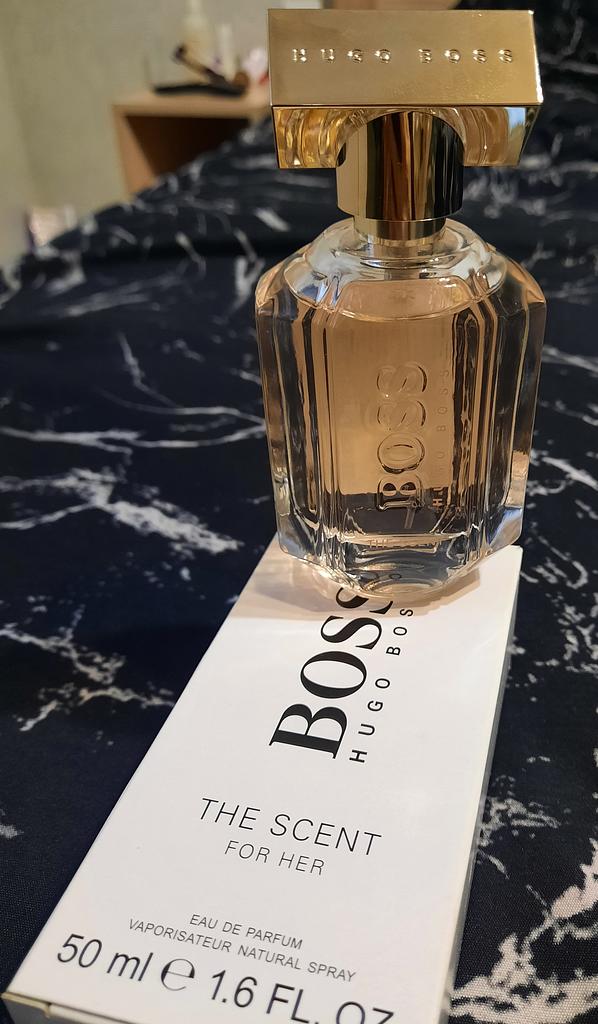 HUGO BOSS
BOSS
HUGO BOSS
BOSS
HUGO BOS
THE SCENT
FOR HER
EAU DE PARFUM
VAPORISATEUR NATURAL SPRAY
50 ml ℮ 1.6 FL. OZ